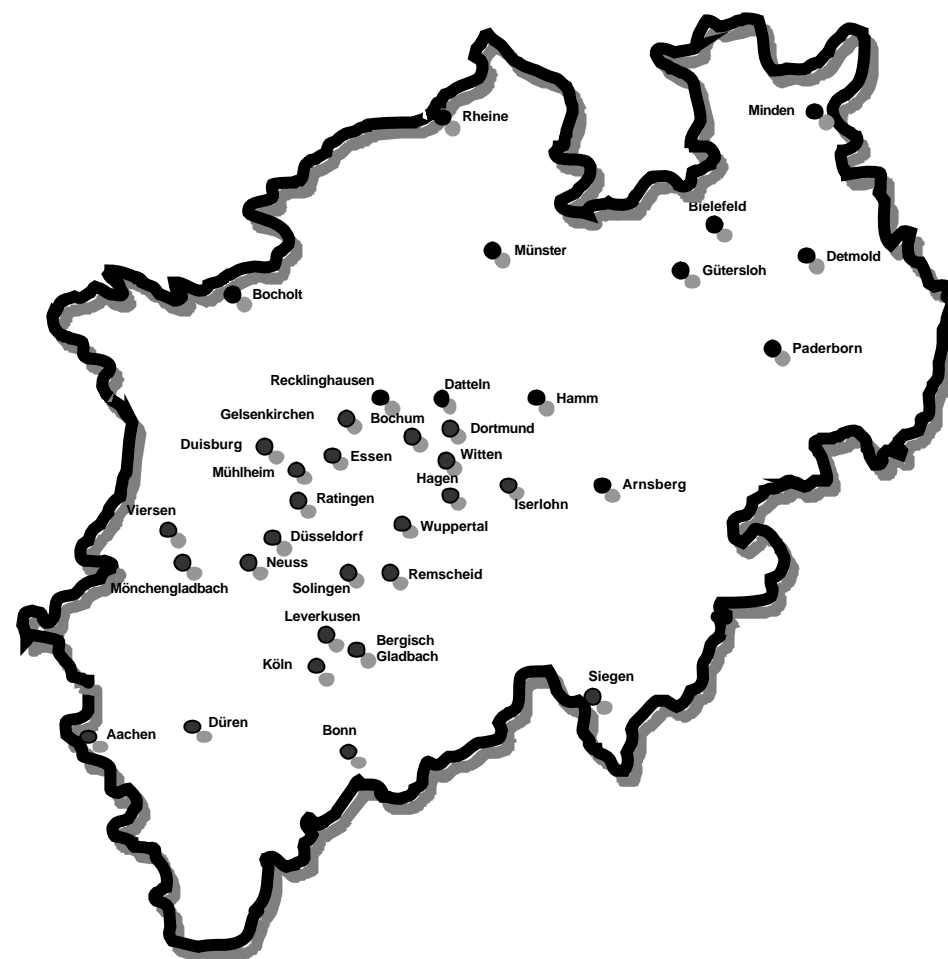 Rheine
Minden
Bielefeld
Münster
Gütersloh
Detmold
Bocholt
Paderborn
Recklinghausen
Datteln
Hamm
Gelsenkirchen
Bochum
Dortmund
Duisburg
Essen
Witten
Mühlheim
Hagen
Arnsberg
Ratingen
Iserlohn
Viersen
Wuppertal
Düsseldorf
Neuss
Remscheid
Mönchengladbach
Solingen
Leverkusen
Bergisch
Gladbach
Köln
Siegen
Düren
Bonn
Aachen